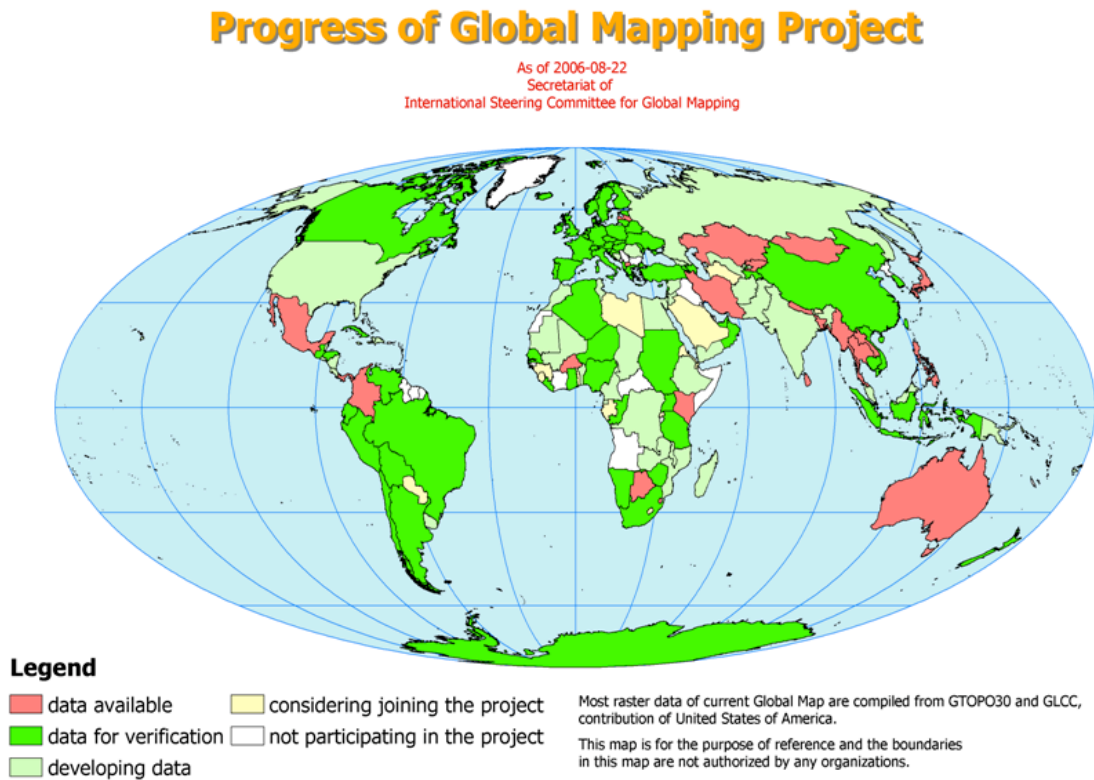 Progress of Global Mapping Project
As of 2006-08-22
Secretariat of
International Steering Committee for Global Mapping
Legend
data available
data for verification
developing data
considering joining the project
not participating in the project
Most raster data of current Global Map are compiled from GTOPO30 and GLCC,
contribution of United States of America.
This map is for the purpose of reference and the boundaries
in this map are not authorized by any organizations.